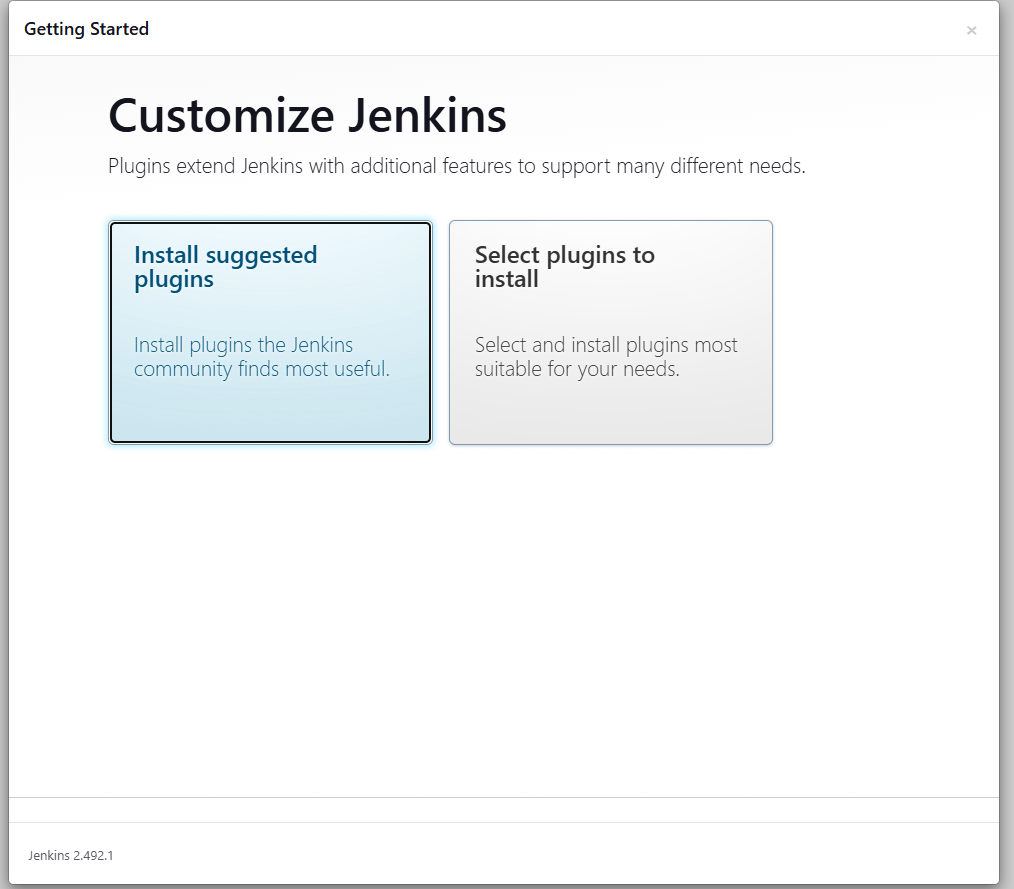 Getting Started
×
Customize Jenkins
Plugins extend Jenkins with additional features to support many different needs.
Install suggested
plugins
Install plugins the Jenkins
community finds most useful.
Select plugins to
install
Select and install plugins most
suitable for your needs.
Jenkins 2.492.1